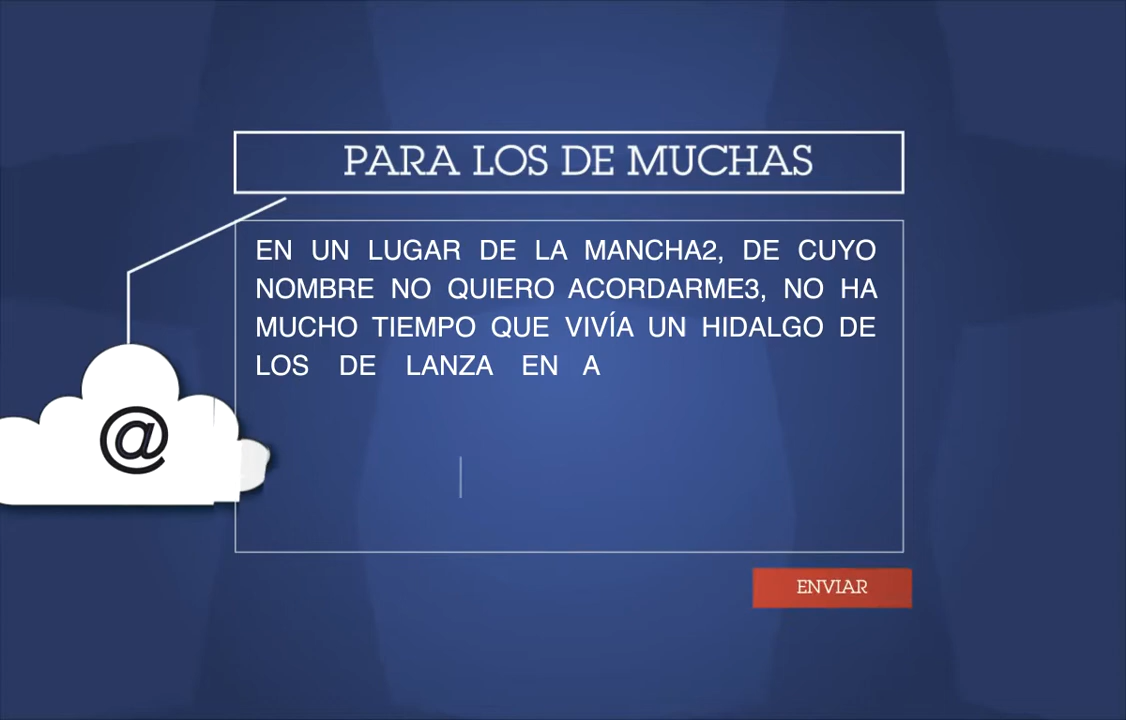 PARA LOS DE MUCHAS
EN UN LUGAR DE LA MANCHA2, DE CUYO
NOMBRE NO QUIERO ACORDARME3, NO HA
MUCHO TIEMPO QUE VIVÍA UN HIDALGO DE
LOS DE LANZA EN A
@
ENVIAR